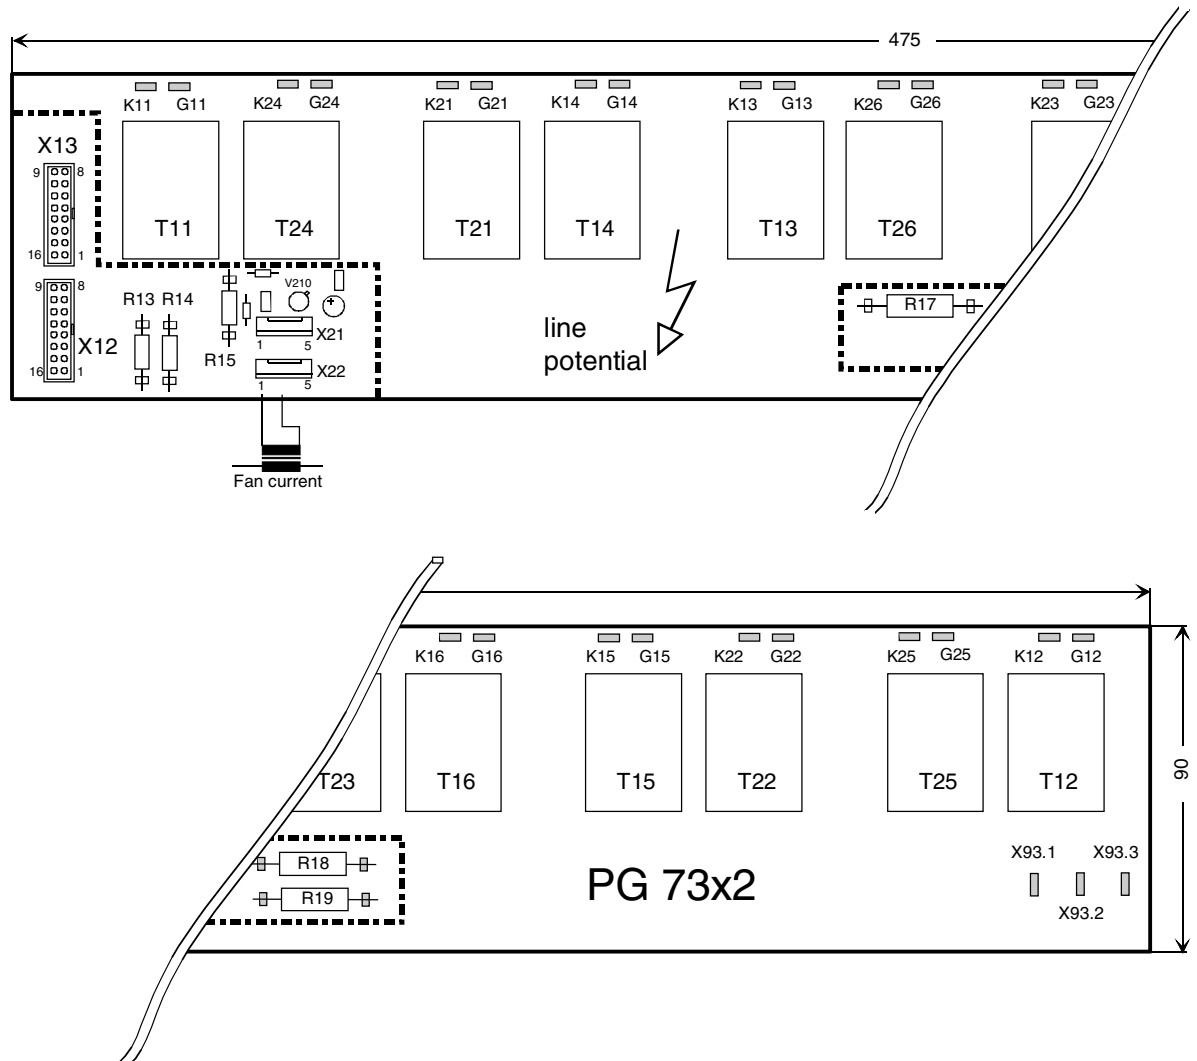 475
K11 G11 K24 G24 K21 G21 K14 G14 K13 G13 K26 G26 K23 G23
X13
9 8
16 1
T11 T24 T21 T14 T13 T26
9 8
X12
16 1
R13 R14
R15
V210
X21
1 5
X22
1 5
line
potential
R17
Fan current
K16 G16 K15 G15 K22 G22 K25 G25 K12 G12
T23 T16 T15 T22 T25 T12
90
R18
R19
PG 73x2
X93.1 X93.3
X93.2